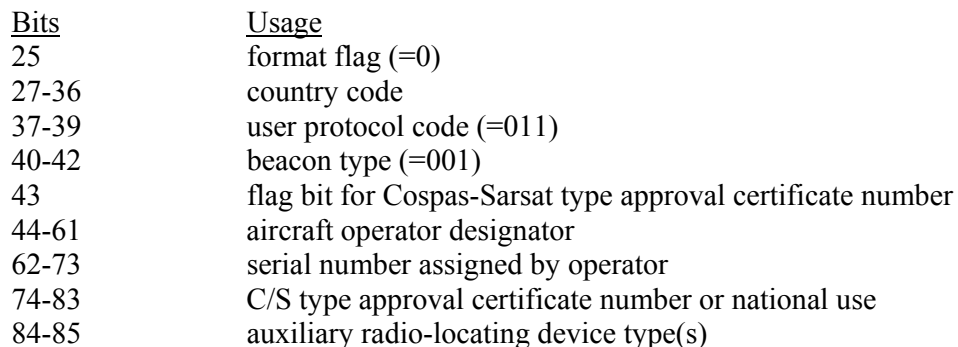 Bits Usage
25 format flag (=0)
27-36 country code
37-39 user protocol code (=011)
40-42 beacon type (=001)
43 flag bit for Cospas-Sarsat type approval certificate number
44-61 aircraft operator designator
62-73 serial number assigned by operator
74-83 C/S type approval certificate number or national use
84-85 auxiliary radio-locating device type(s)